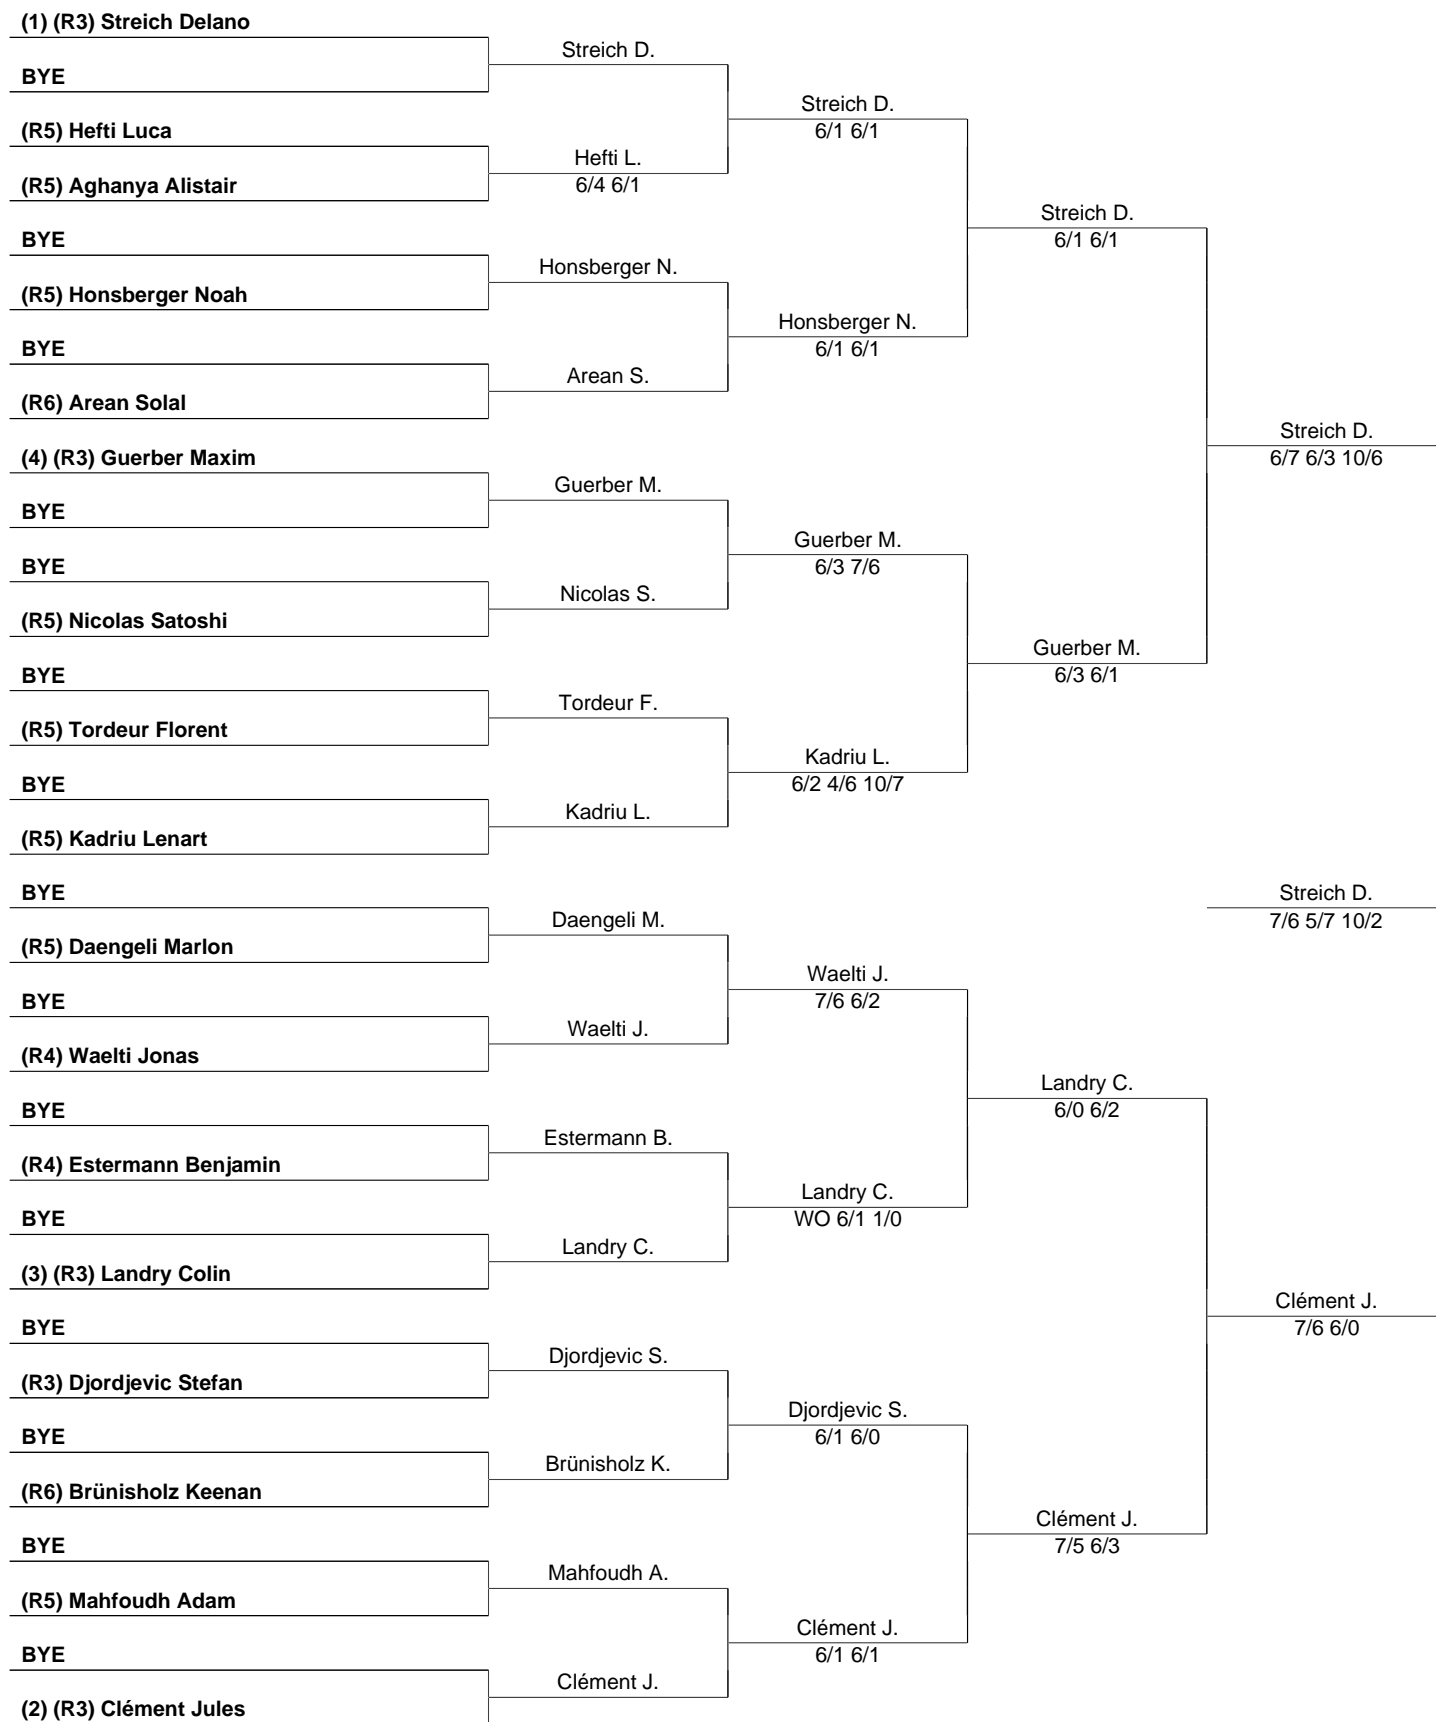 (1) (R3) Streich Delano
BYE
(R5) Hefti Luca
(R5) Aghanya Alistair
BYE
(R5) Honsberger Noah
BYE
(R6) Arean Solal
(4) (R3) Guerber Maxim
BYE
BYE
(R5) Nicolas Satoshi
BYE
(R5) Tordeur Florent
BYE
(R5) Kadriu Lenart
BYE
(R5) Daengeli Marlon
BYE
(R4) Waelti Jonas
BYE
(R4) Estermann Benjamin
BYE
(3) (R3) Landry Colin
BYE
(R3) Djordjevic Stefan
BYE
(R6) Brünisholz Keenan
BYE
(R5) Mahfoudh Adam
BYE
(2) (R3) Clément Jules
Streich D.
Hefti L.
6/4 6/1
Honsberger N.
Arean S.
Guerber M.
Nicolas S.
Tordeur F.
Kadriu L.
Daengeli M.
Waelti J.
Estermann B.
Landry C.
Djordjevic S.
Brünisholz K.
Mahfoudh A.
Clément J.
Streich D.
6/1 6/1
Honsberger N.
6/1 6/1
Guerber M.
6/3 7/6
Kadriu L.
6/2 4/6 10/7
Waelti J.
7/6 6/2
Landry C.
WO 6/1 1/0
Djordjevic S.
6/1 6/0
Clément J.
6/1 6/1
Streich D.
6/1 6/1
Guerber M.
6/3 6/1
Landry C.
6/0 6/2
Clément J.
7/5 6/3
Streich D.
6/7 6/3 10/6
Streich D.
7/6 5/7 10/2
Clément J.
7/6 6/0